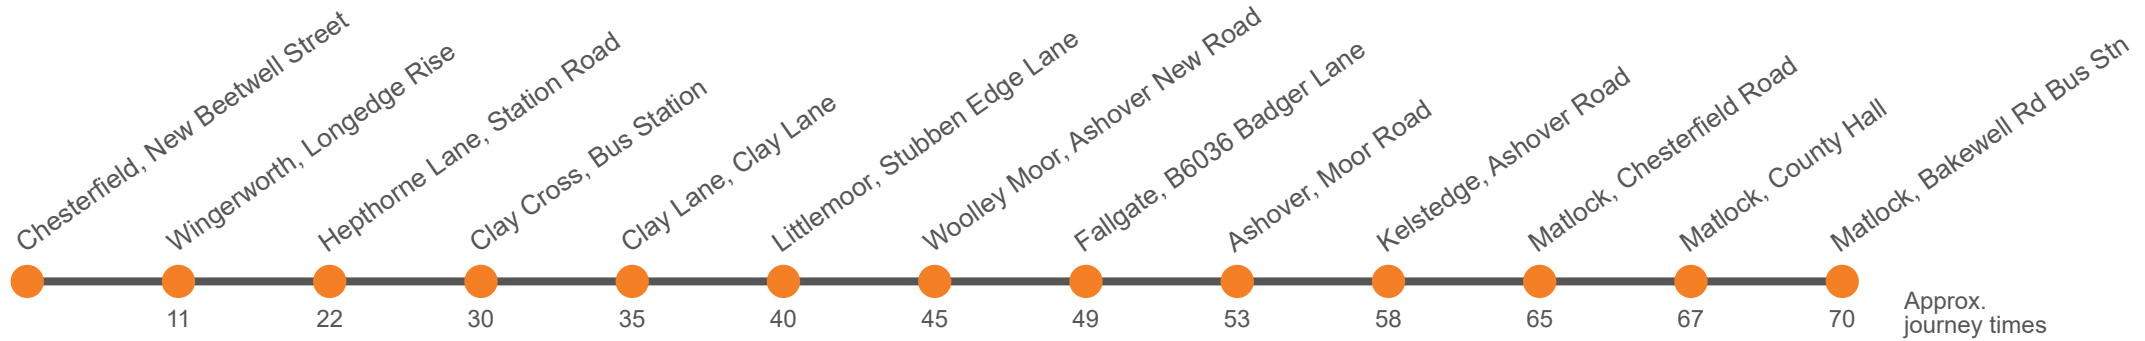 Chesterfield, New Beetwell Street
Wingerworth, Longedge Rise
Hepthorne Lane, Station Road
Clay Cross, Bus Station
Clay Lane, Clay Lane
Littlemoor, Stubben Edge Lane
Woolley Moor, Ashover New Road
Fallgate, B6036 Badger Lane
Ashover, Moor Road
Kelstedge, Ashover Road
Matlock, Chesterfield Road
Matlock, County Hall
Matlock, Bakewell Rd Bus Stn
11 22 30 35 40 45 49 53 58 65 67 70
Approx.
journey times